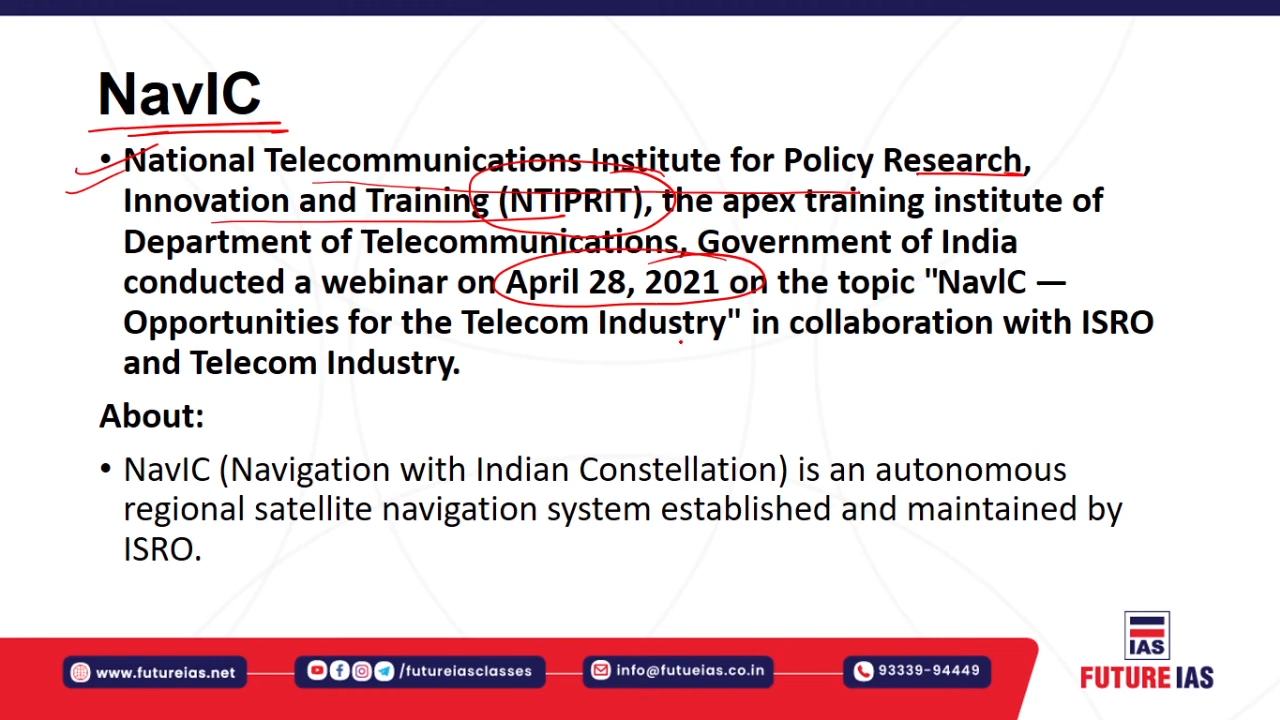 NavIC
• National Telecommunications Institute for Policy Research,
Innovation and Training (NTIPRIT), the apex training institute of
Department of Telecommunications, Government of India
conducted a webinar on April 28, 2021 on the topic "NavlC —
Opportunities for the Telecom Industry" in collaboration with ISRO
and Telecom Industry.
About:
• NavIC (Navigation with Indian Constellation) is an autonomous
regional satellite navigation system established and maintained by
ISRO.
IAS
FUTURE IAS
www.futureias.net
/futureiasclasses
info@futueias.co.in
93339-94449